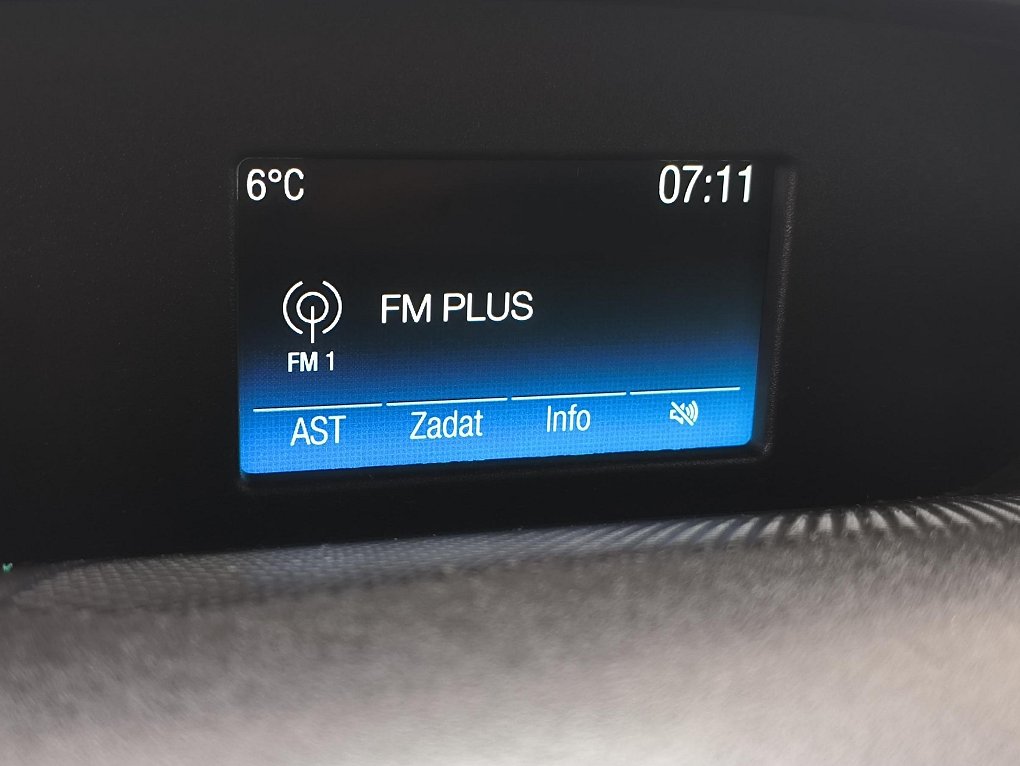 6°C 07:11
FM PLUS
FM 1
AST Zadat Info